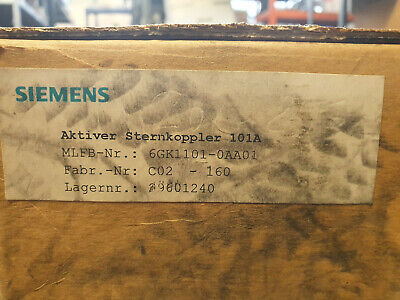 SIEMENS
Aktiver Sternkoppler 101A
MLFB-Nr.: 6GK1101-0AA01
Fabr.-Nr: C02 - 160
Lagernr.: